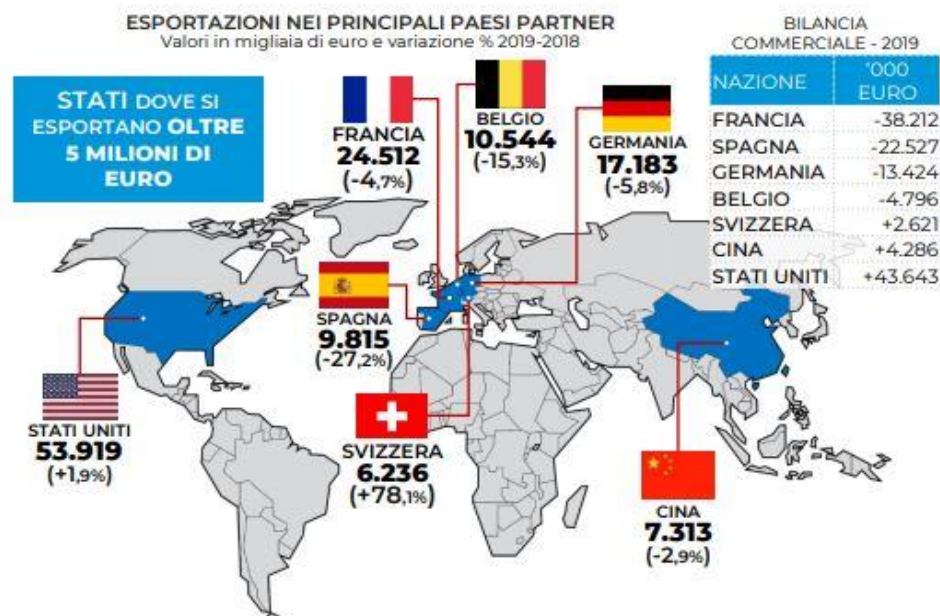 ESPORTAZIONI NEI PRINCIPALI PAESI PARTNER
Valori in migliaia di euro e variazione % 2019-2018
STATI DOVE SI
ESPORTANO OLTRE
5 MILIONI DI
EURO
FRANCIA
24.512
(-4,7%)
BELGIO
10.544
(-15,3%)
GERMANIA
17.183
(-5,8%)
SPAGNA
9.815
(-27,2%)
STATI UNITI
53.919
(+1,9%)
SVIZZERA
6.236
(+78,1%)
CINA
7.313
(-2,9%)
BILANCIA
COMMERCIALE - 2019
NAZIONE '000
EURO
FRANCIA -38.212
SPAGNA -22.527
GERMANIA -13.424
BELGIO -4.796
SVIZZERA +2.621
CINA +4.286
STATI UNITI +43.643